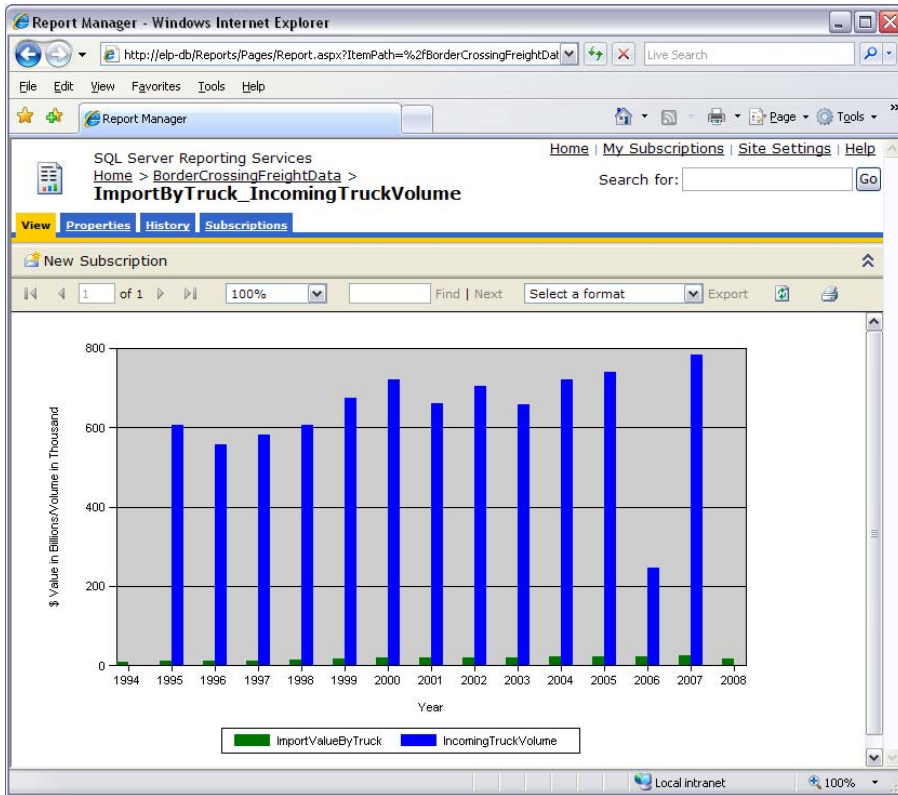 Report Manager - Windows Internet Explorer
http://elp-db/Reports/Pages/Report.aspx?ItemPath=%2fBorderCrossingFreightDat
Live Search
File Edit View Favorites Tools Help
Report Manager
Page Tools »
SQL Server Reporting Services
Home | My Subscriptions | Site Settings | Help
Home > BorderCrossingFreightData >
ImportByTruck_IncomingTruckVolume
Search for: Go
View Properties History Subscriptions
New Subscription
1 of 1 100% Find | Next Select a format Export
$ Value in Billions/Volume in Thousand
800
600
400
200
0
1994 1995 1996 1997 1998 1999 2000 2001 2002 2003 2004 2005 2006 2007 2008
Year
ImportValueByTruck IncomingTruckVolume
Local intranet 100%